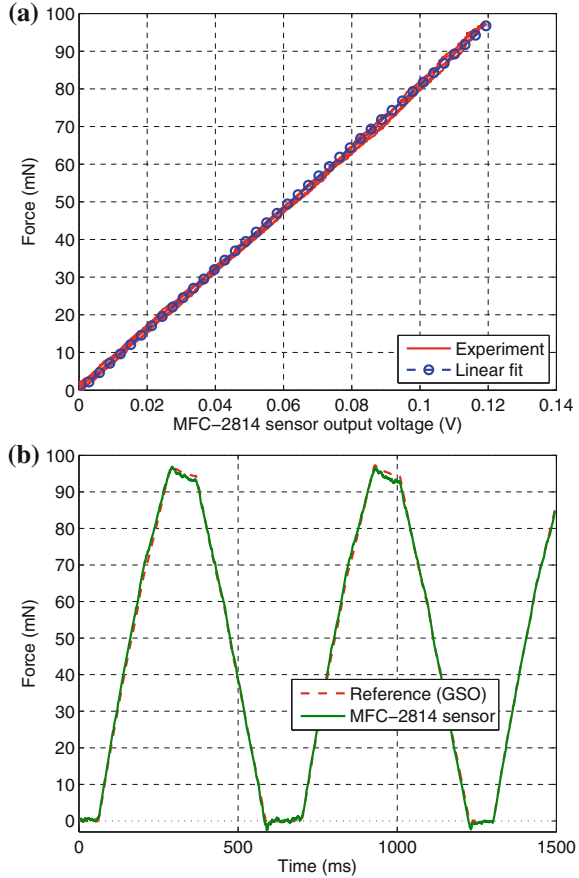 (a)
100
90
80
70
60
50
40
30
20
10
0
Force (mN)
Experiment
Linear fit
0 0.02 0.04 0.06 0.08 0.1 0.12 0.14
MFC−2814 sensor output voltage (V)
(b)
100
90
80
70
60
50
40
30
20
10
0
Force (mN)
Reference (GSO)
MFC−2814 sensor
0 500 1000 1500
Time (ms)